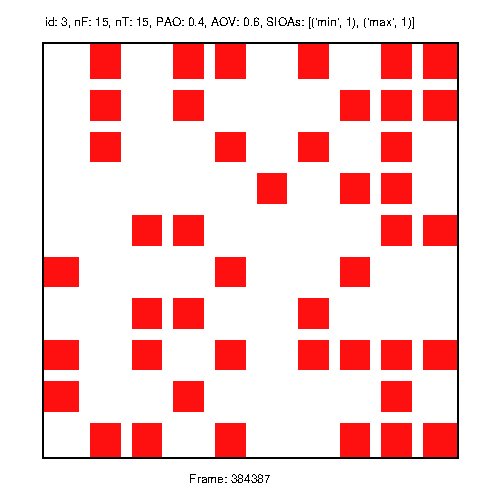 id: 3, nF: 15, nT: 15, PAO: 0.4, AOV: 0.6, SIOAs: [('min', 1), ('max', 1)]
Frame: 384387